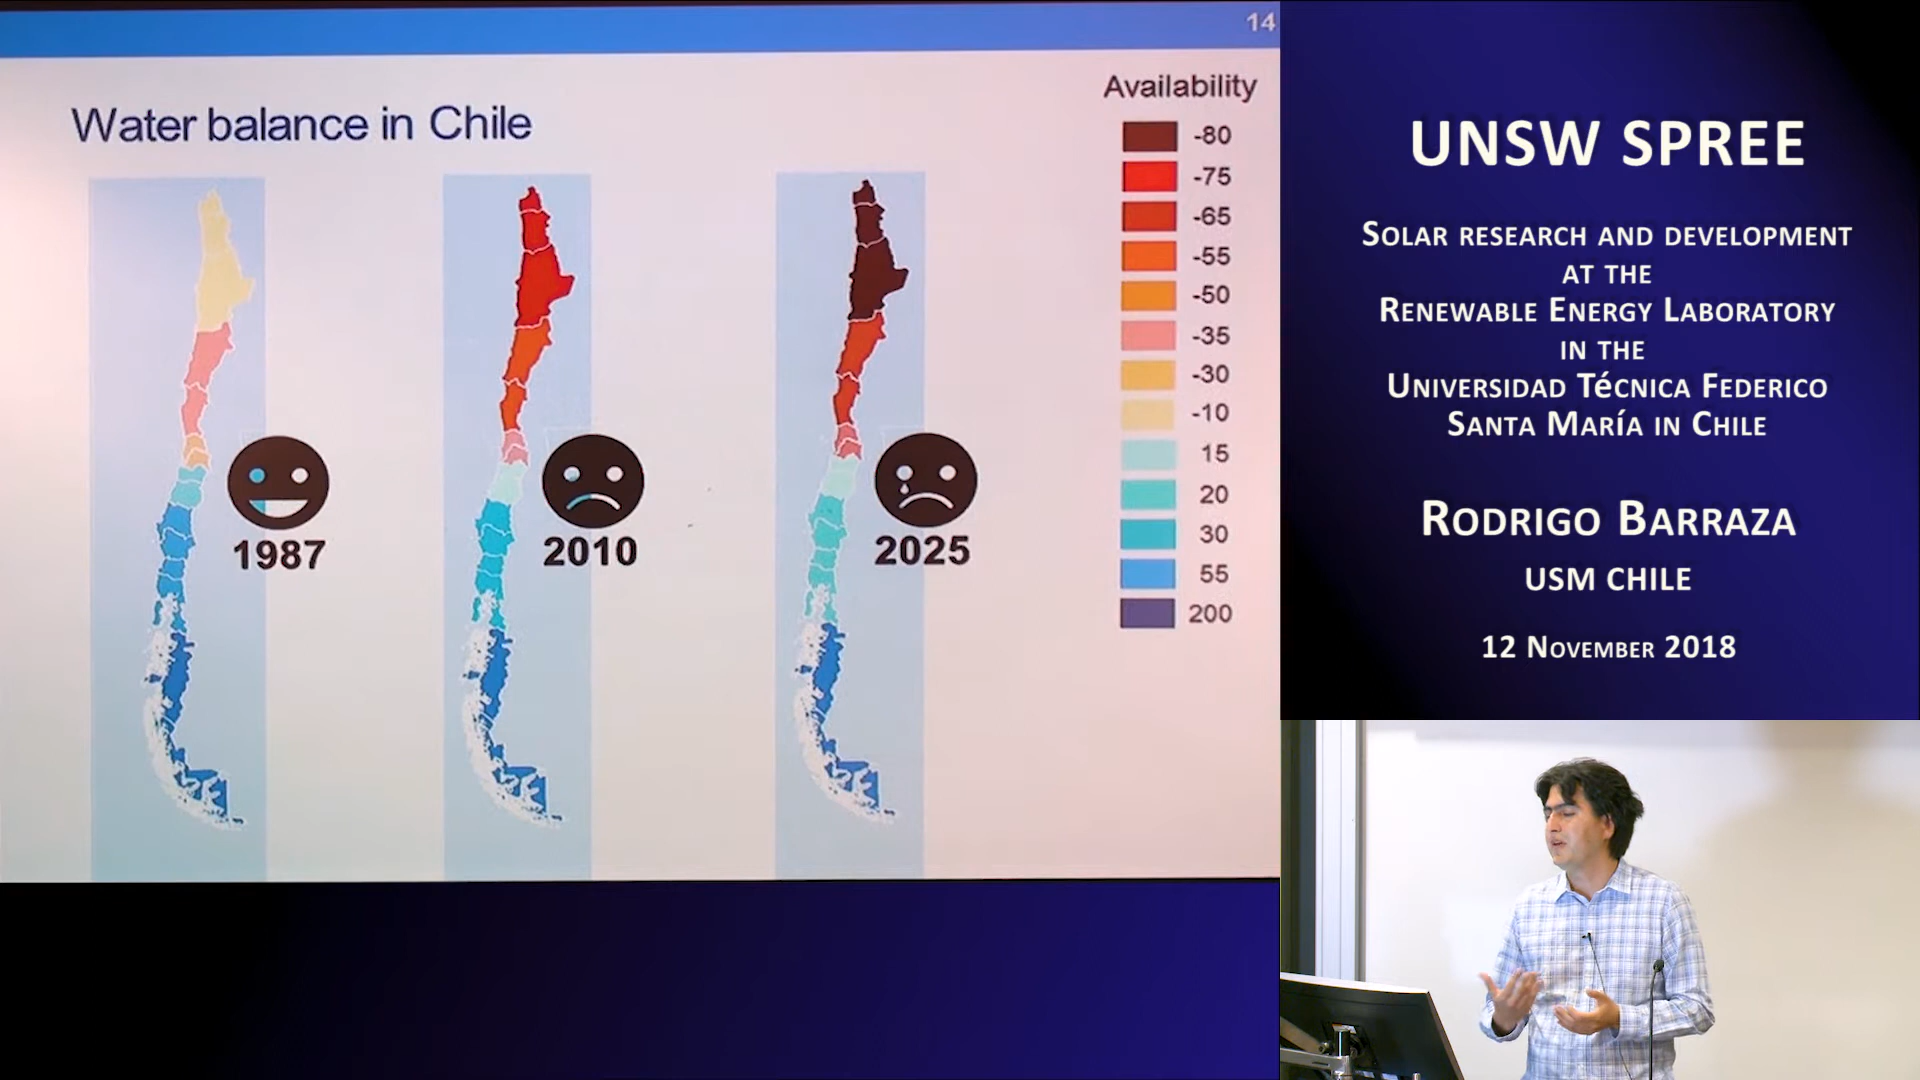 14
Water balance in Chile
Availability
-80
-75
-65
-55
-50
-35
-30
-10
15
20
30
55
200
1987
2010
2025
UNSW SPREE
Solar research and development
at the
Renewable Energy Laboratory
in the
Universidad Técnica Federico
Santa María in Chile
Rodrigo Barraza
USM CHILE
12 November 2018